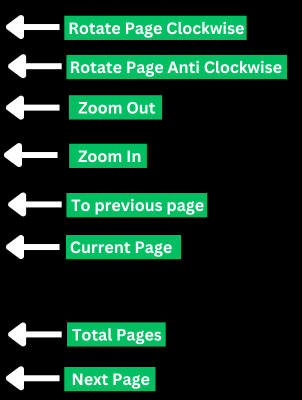 Rotate Page Clockwise
Rotate Page Anti Clockwise
Zoom Out
Zoom In
To previous page
Current Page
Total Pages
Next Page